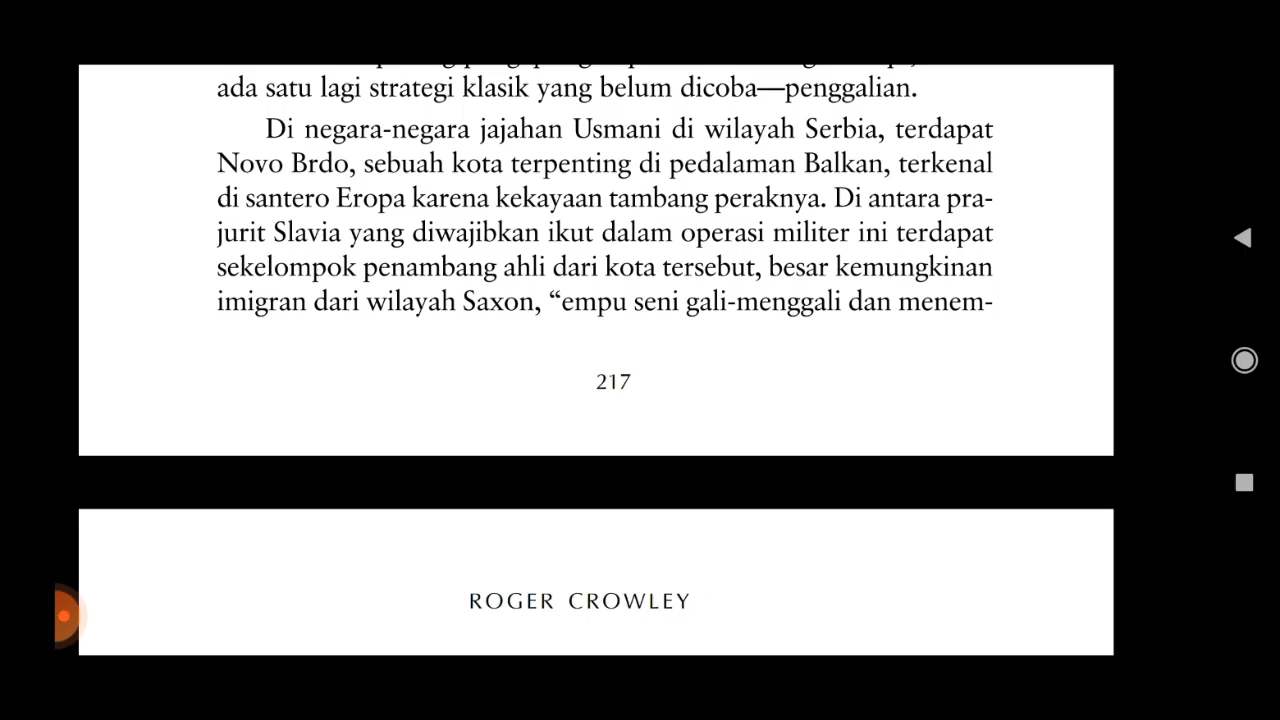 ada satu lagi strategi klasik yang belum dicoba—penggalian.
Di negara-negara jajahan Usmani di wilayah Serbia, terdapat
Novo Brdo, sebuah kota terpenting di pedalaman Balkan, terkenal
di santero Eropa karena kekayaan tambang peraknya. Di antara pra-
jurit Slavia yang diwajibkan ikut dalam operasi militer ini terdapat
sekelompok penambang ahli dari kota tersebut, besar kemungkinan
imigran dari wilayah Saxon, “empu seni gali-menggali dan menem-
217
ROGER CROWLEY